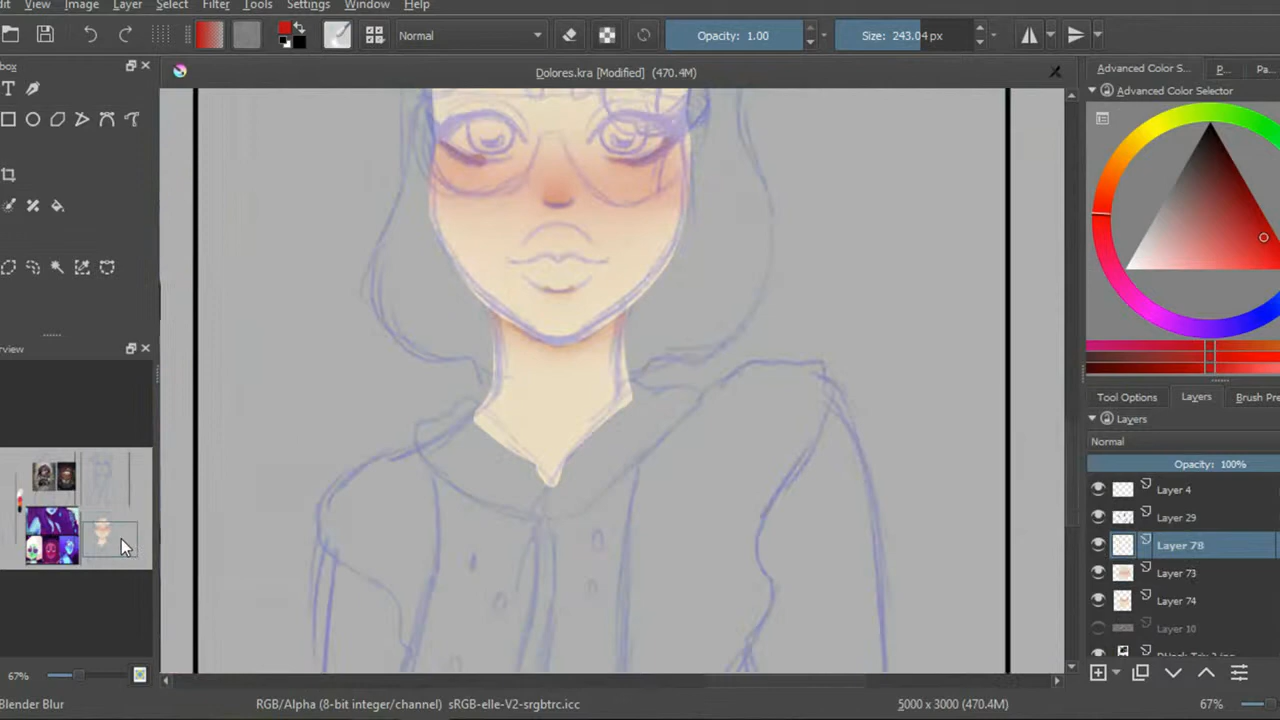 View Image Layer Select Filter Tools Settings Window Help
Normal
Opacity: 1.00
Size: 243.04 px
box
Dolores.kra [Modified] (470.4M)
Advanced Color S... P... Pa...
Advanced Color Selector
T
view
Tool Options Layers Brush Pre
Layers
Normal
Opacity: 100%
Layer 4
Layer 29
Layer 78
Layer 73
Layer 74
Layer 10
67%
Blender Blur
RGB/Alpha (8-bit integer/channel) sRGB-elle-V2-srgbtrc.icc
5000 x 3000 (470.4M)
67%